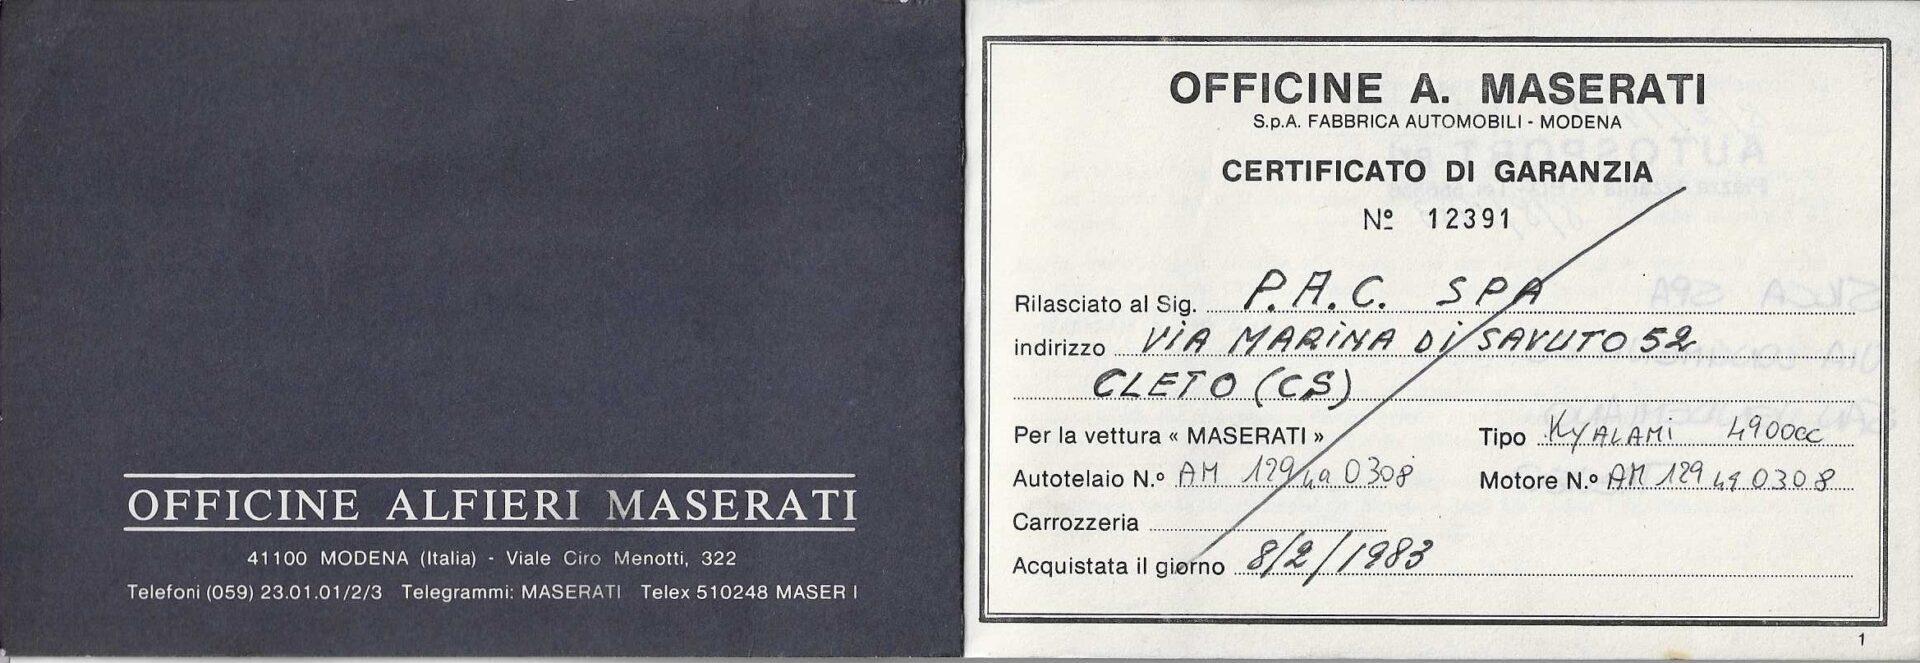 OFFICINE ALFIERI MASERATI
41100 MODENA (Italia) - Viale Ciro Menotti, 322
Telefoni (059) 23.01.01/2/3 Telegrammi: MASERATI Telex 510248 MASER I
OFFICINE A. MASERATI
S.p.A. FABBRICA AUTOMOBILI - MODENA
CERTIFICATO DI GARANZIA
Nº 12391
Rilasciato al Sig. P.A.C. SPA
indirizzo VIA MARINA DI SAVUTO 52
CLETO (CS)
Per la vettura « MASERATI » Tipo KYALAMI 4900cc
Autotelaio N.º AM 129 49 0308 Motore N.º AM 129 49 0308
Carrozzeria
Acquistata il giorno 8/2/1983
1